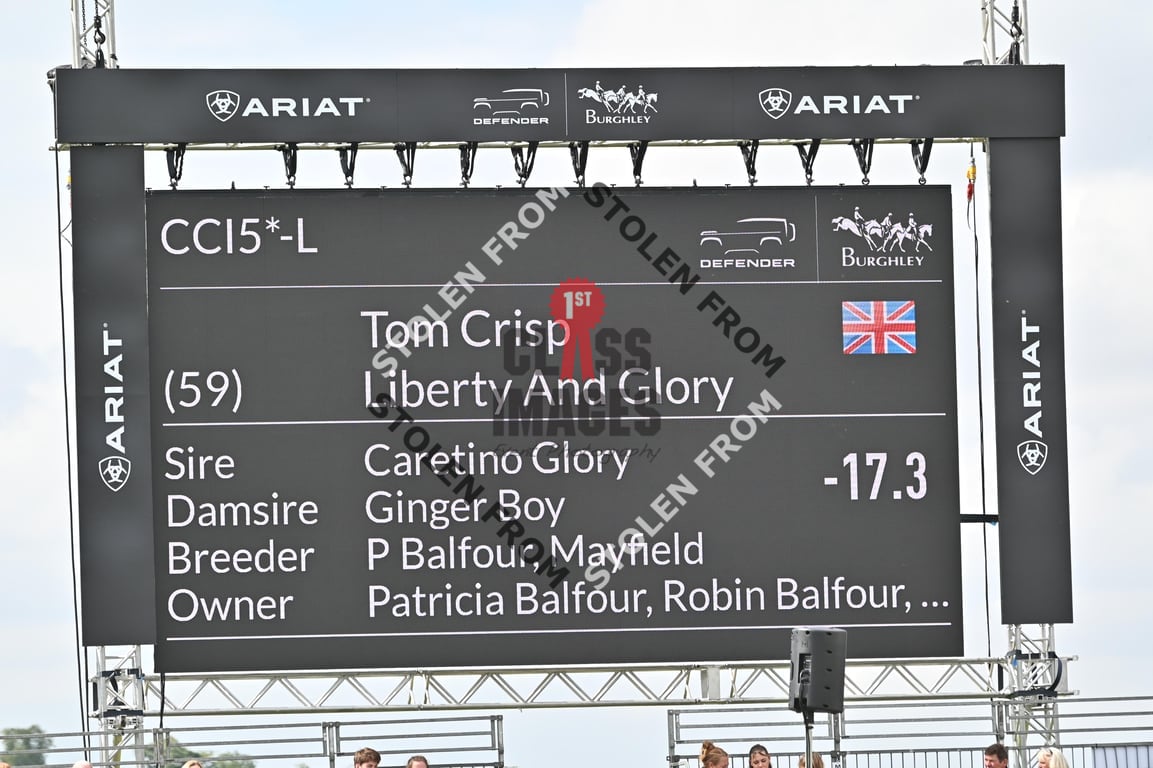 ARIAT
DEFENDER
BURGHLEY
ARIAT
CCI5*-L
DEFENDER
BURGHLEY
Tom Crisp
(59) Liberty And Glory
Sire Caretino Glory
-17.3
Damsire Ginger Boy
Breeder P Balfour, Mayfield
Owner Patricia Balfour, Robin Balfour, ...
ARIAT
ARIAT
STOLEN FROM
STOLEN FROM
STOLEN FROM
STOLEN FROM
1ST
CLASS
IMAGES
Event Photography